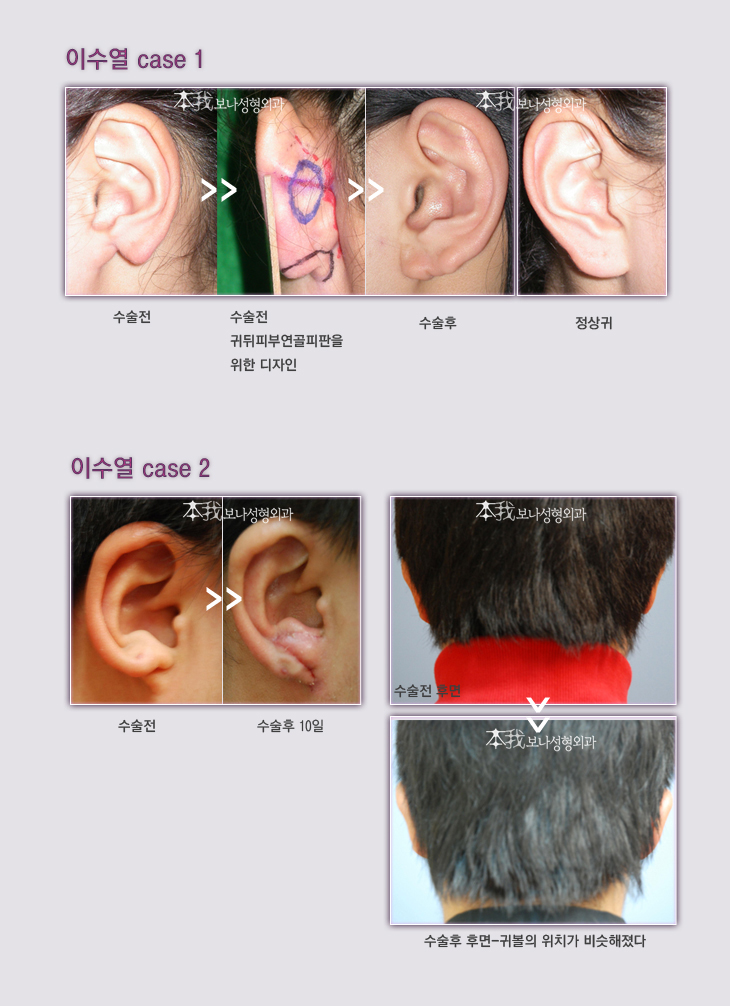 이수열 case 1
本我 보나성형외과
本我 보나성형외과
수술전
수술전
귀뒤피부연골피판을
위한 디자인
수술후
정상귀
이수열 case 2
本我 보나성형외과
本我 보나성형외과
수술전 후면
수술전
수술후 10일
本我 보나성형외과
수술후 후면-귀볼의 위치가 비슷해졌다